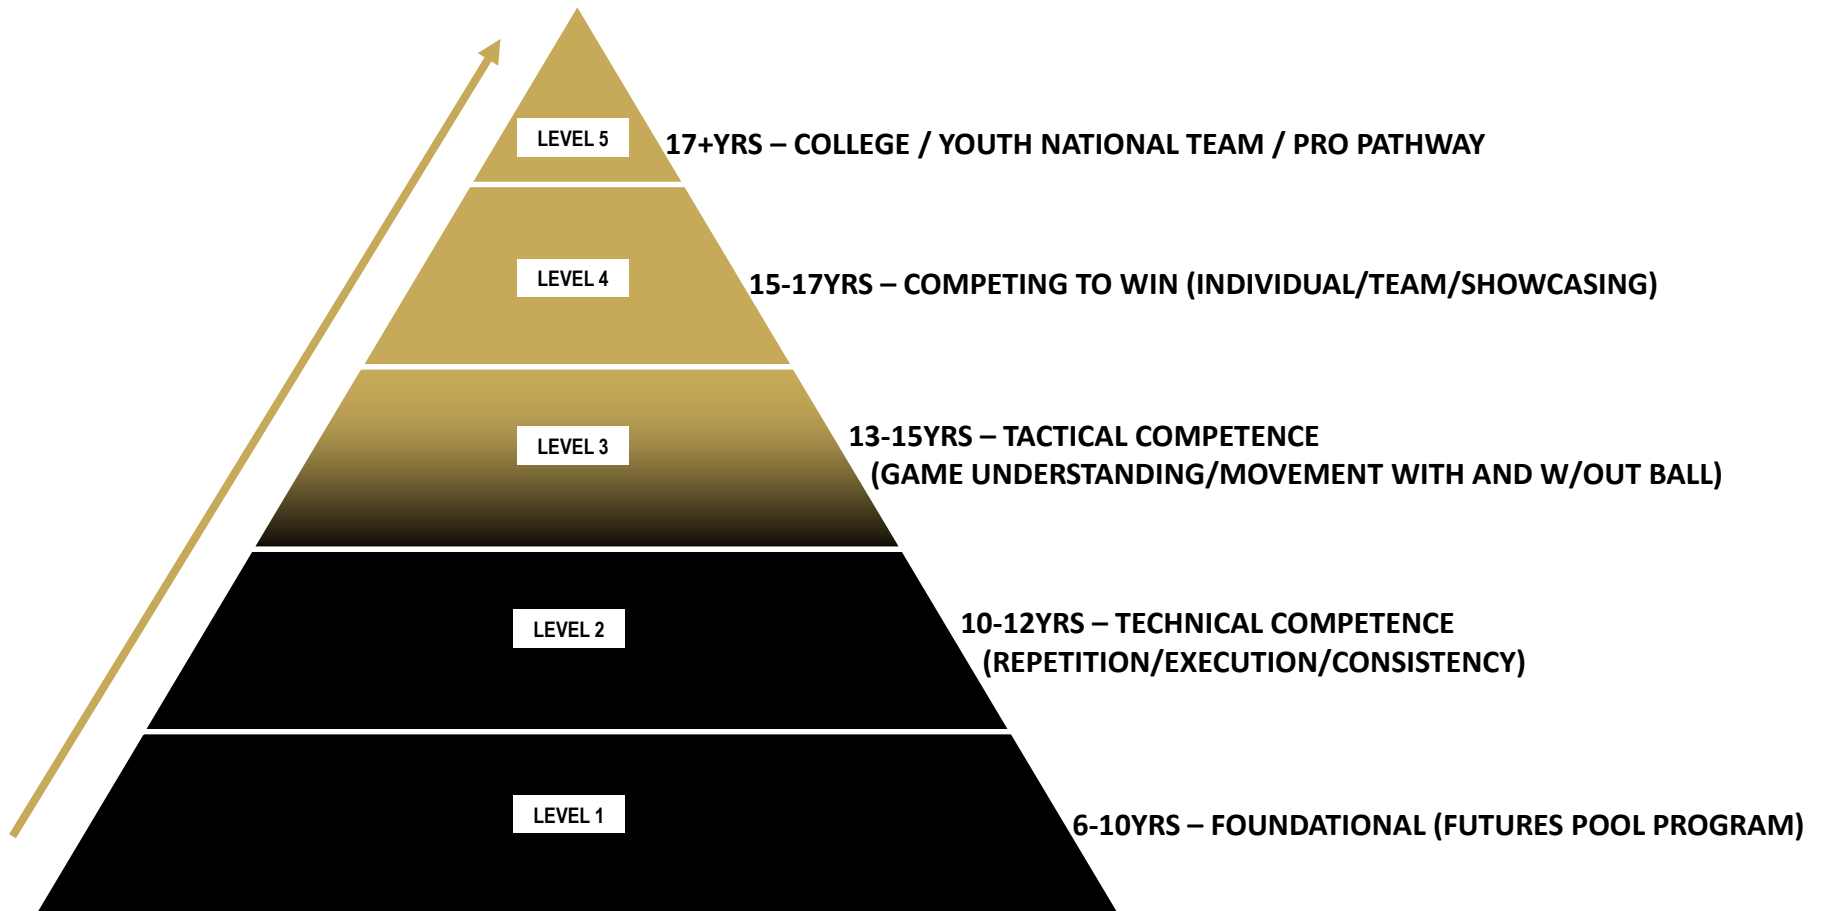 LEVEL 5
17+YRS – COLLEGE / YOUTH NATIONAL TEAM / PRO PATHWAY
LEVEL 4
15-17YRS – COMPETING TO WIN (INDIVIDUAL/TEAM/SHOWCASING)
LEVEL 3
13-15YRS – TACTICAL COMPETENCE
(GAME UNDERSTANDING/MOVEMENT WITH AND W/OUT BALL)
LEVEL 2
10-12YRS – TECHNICAL COMPETENCE
(REPETITION/EXECUTION/CONSISTENCY)
LEVEL 1
6-10YRS – FOUNDATIONAL (FUTURES POOL PROGRAM)